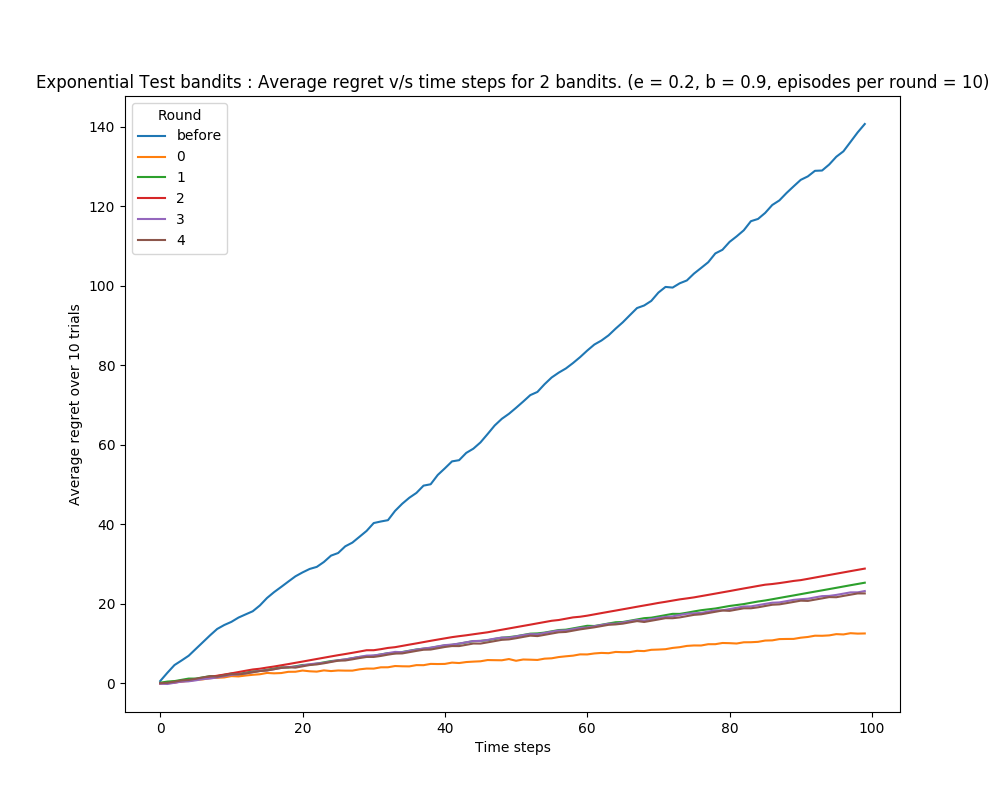 Exponential Test bandits : Average regret v/s time steps for 2 bandits. (e = 0.2, b = 0.9, episodes per round = 10)
Round
before
0
1
2
3
4
140
120
100
80
60
40
20
0
Average regret over 10 trials
0 20 40 60 80 100
Time steps